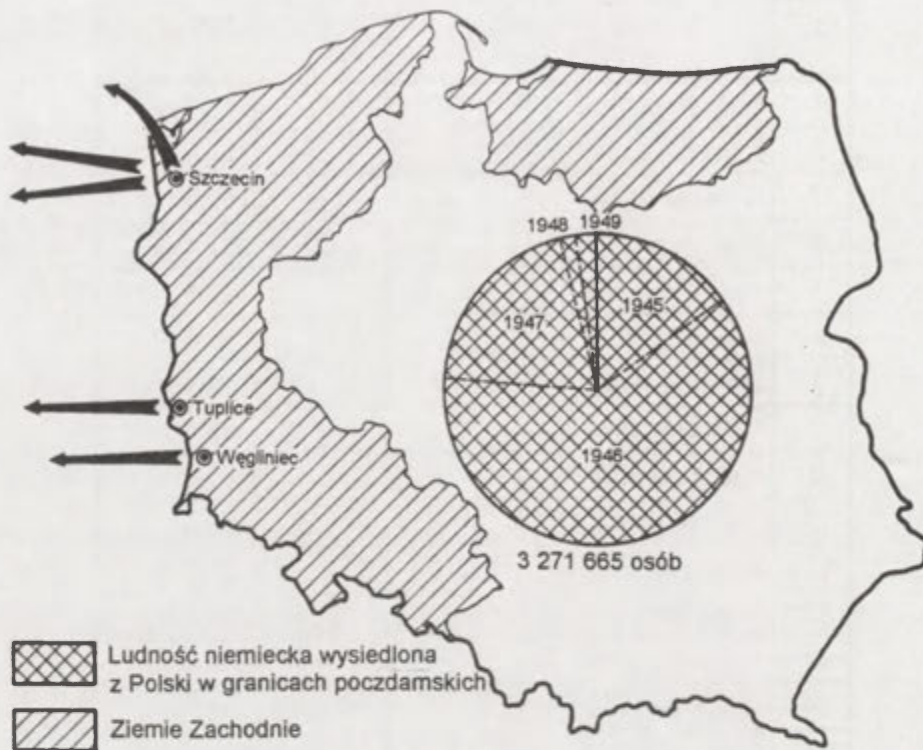 Szczecin
1948
1949
1945
1947
Tuplice
Węgliniec
1946
3 271 665 osób
Ludność niemiecka wysiedlona
z Polski w granicach poczdamskich
Ziemie Zachodnie